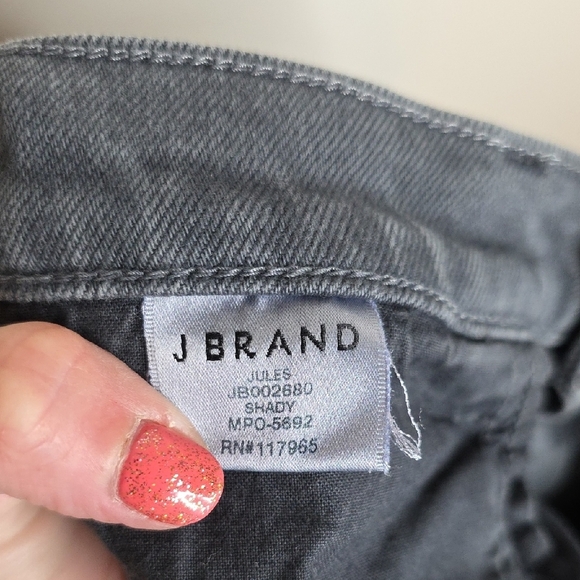 J BRAND
JULES
JB002680
SHADY
MPO-5692
RN#117965